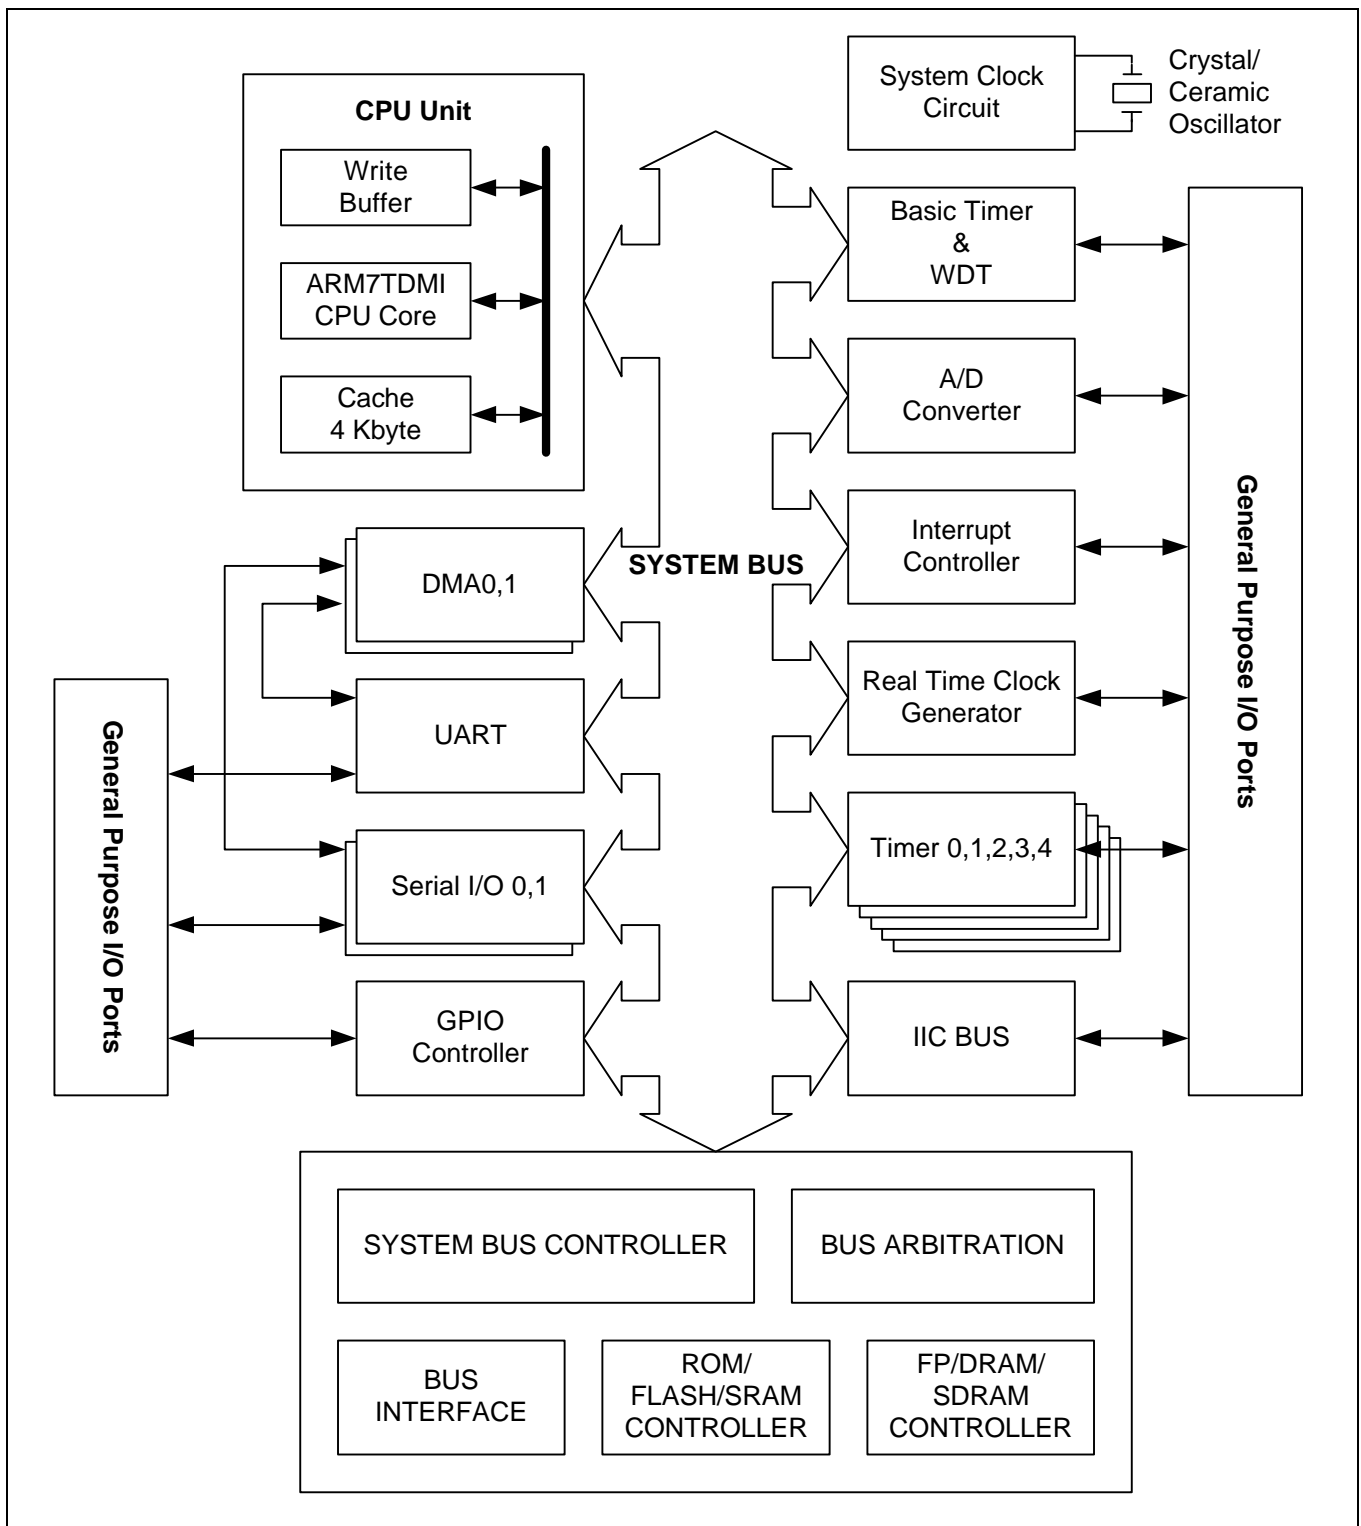 CPU Unit
Write
Buffer
ARM7TDMI
CPU Core
Cache
4 Kbyte
System Clock
Circuit
Crystal/
Ceramic
Oscillator
Basic Timer
&
WDT
A/D
Converter
Interrupt
Controller
Real Time Clock
Generator
Timer 0,1,2,3,4
IIC BUS
General Purpose I/O Ports
SYSTEM BUS
DMA0,1
UART
Serial I/O 0,1
GPIO
Controller
General Purpose I/O Ports
SYSTEM BUS CONTROLLER
BUS ARBITRATION
BUS
INTERFACE
ROM/
FLASH/SRAM
CONTROLLER
FP/DRAM/
SDRAM
CONTROLLER